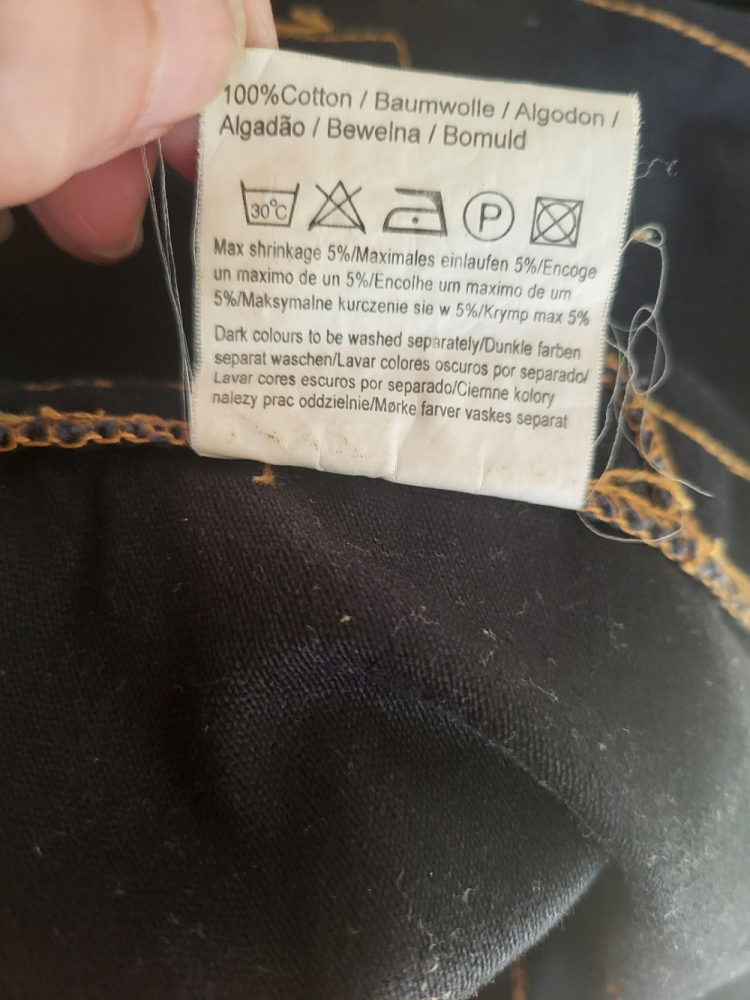 100%Cotton / Baumwolle / Algodon /
Algadão / Bewelna / Bomuld
30°C P
Max shrinkage 5%/Maximales einlaufen 5%/Encoge
un maximo de un 5%/Encolhe um maximo de um
5%/Maksymalne kurczenie sie w 5%/Krymp max 5%
Dark colours to be washed separately/Dunkle farben
separat waschen/Lavar colores oscuros por separado/
Lavar cores escuros por separado/Ciemne kolory
nalezy prac oddzielnie/Mørke farver vaskes separat